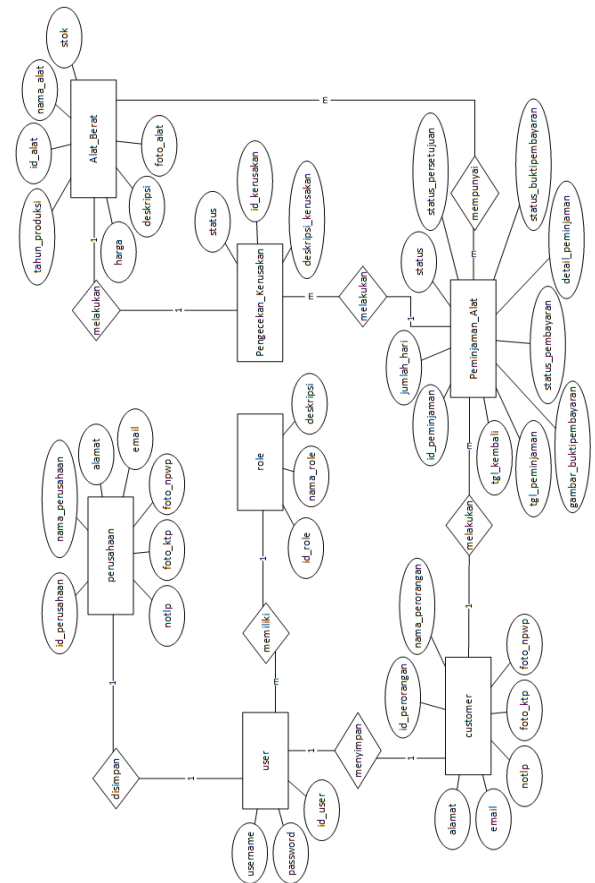 id_perusahaan
nama_perusahaan
alamat
email
perusahaan
notlp
foto_ktp
foto_npwp
tahun_produksi
id_alat
nama_alat
stok
Alat_Berat
harga
deskripsi
foto_alat
1
1
melakukan
m
disimpan
1
1
memiliki
1
m
role
id_role
nama_role
deskripsi
Pengecekan_Kerusakan
status
id_kerusakan
deskripsi_kerusakan
1
m
melakukan
1
mempunyai
m
username
password
id_user
user
1
menyimpan
1
alamat
email
notlp
foto_ktp
foto_npwp
customer
id_perorangan
nama_perorangan
1
melakukan
m
id_peminjaman
jumlah_hari
status
status_persetujuan
Peminjaman_Alat
tgl_kembali
tgl_peminjaman
gambar_buktipembayaran
status_pembayaran
detail_peminjaman
status_buktipembayaran